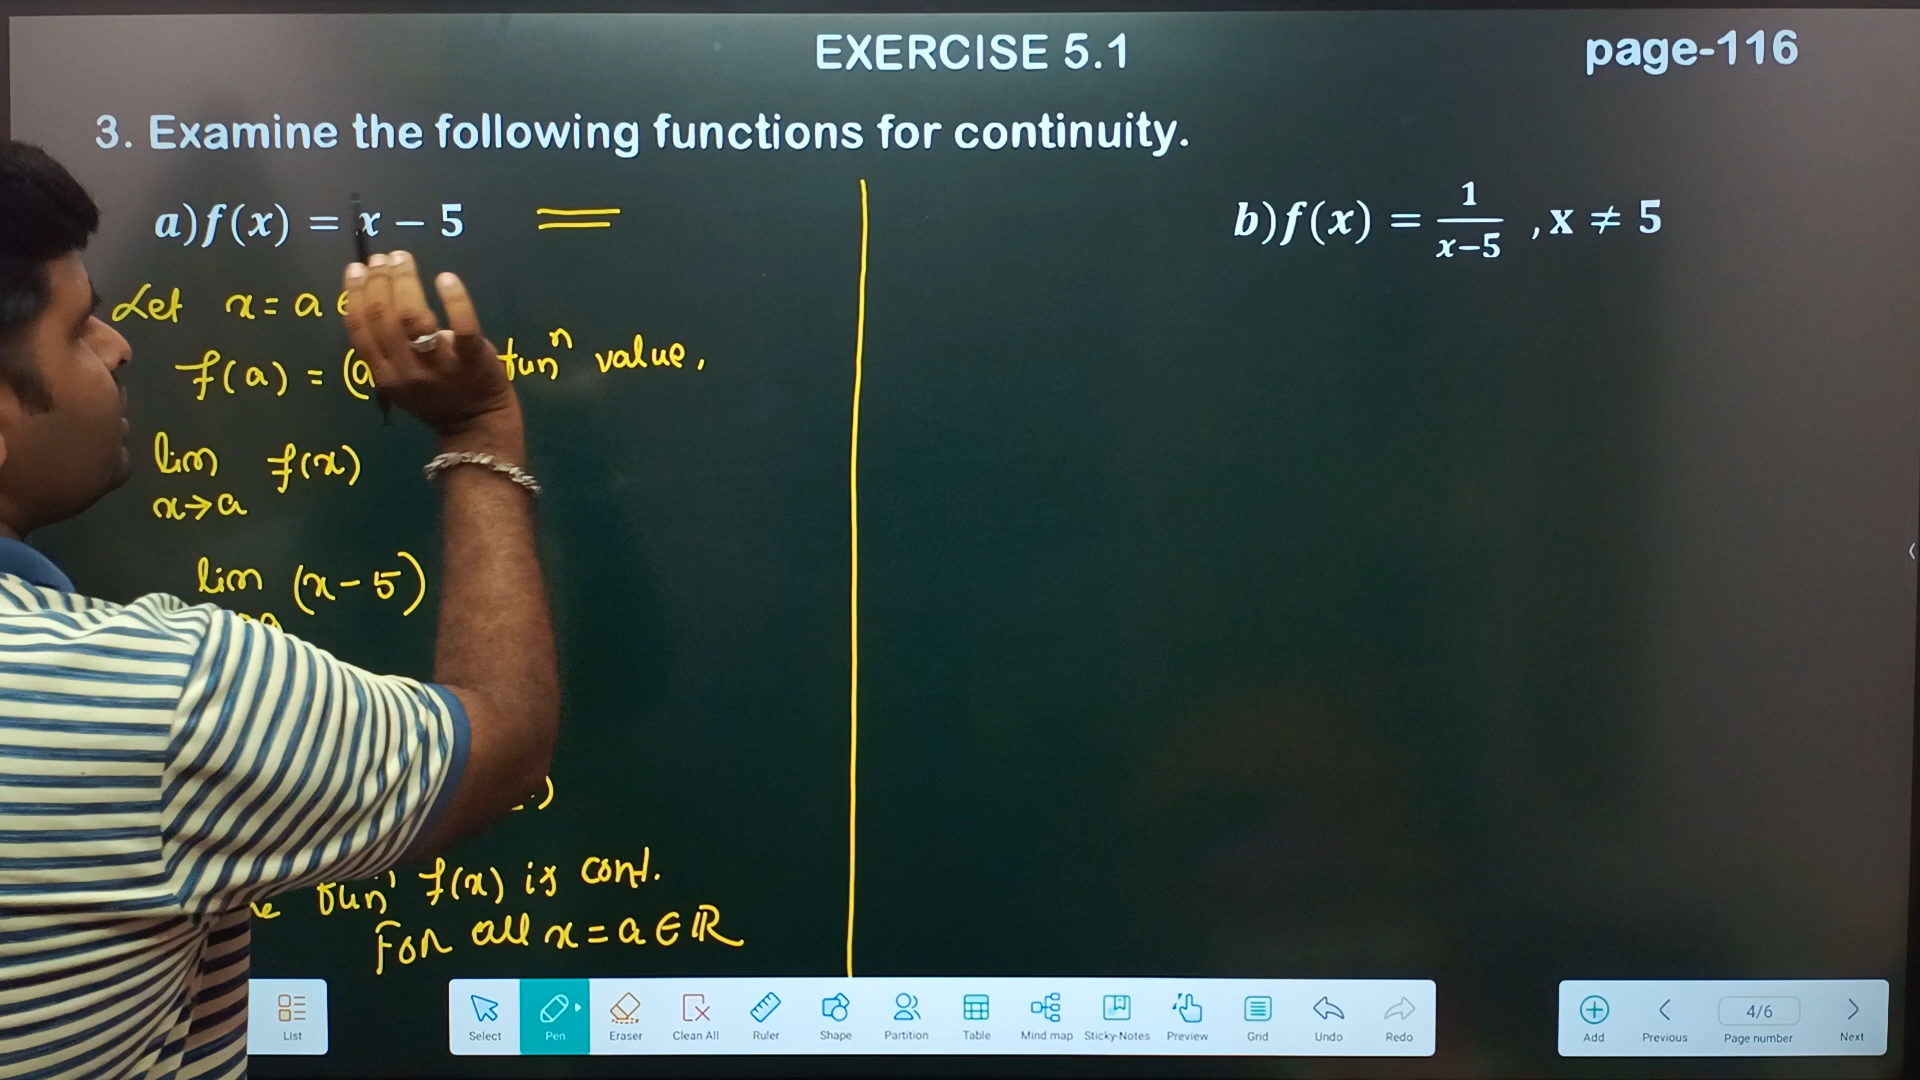 EXERCISE 5.1
page-116
3. Examine the following functions for continuity.
a)f(x) = x − 5
b)f(x) = 1/x−5 , x ≠ 5
Let x = a ∈
f(a) = (a funⁿ value,
lim f(x)
x→a
lim (x − 5)
funⁿ f(x) is cont.
For all x = a ∈ ℝ
List
Select
Pen
Eraser
Clean All
Ruler
Shape
Partition
Table
Mind map
Sticky-Notes
Preview
Grid
Undo
Redo
Add
Previous
4/6
Page number
Next